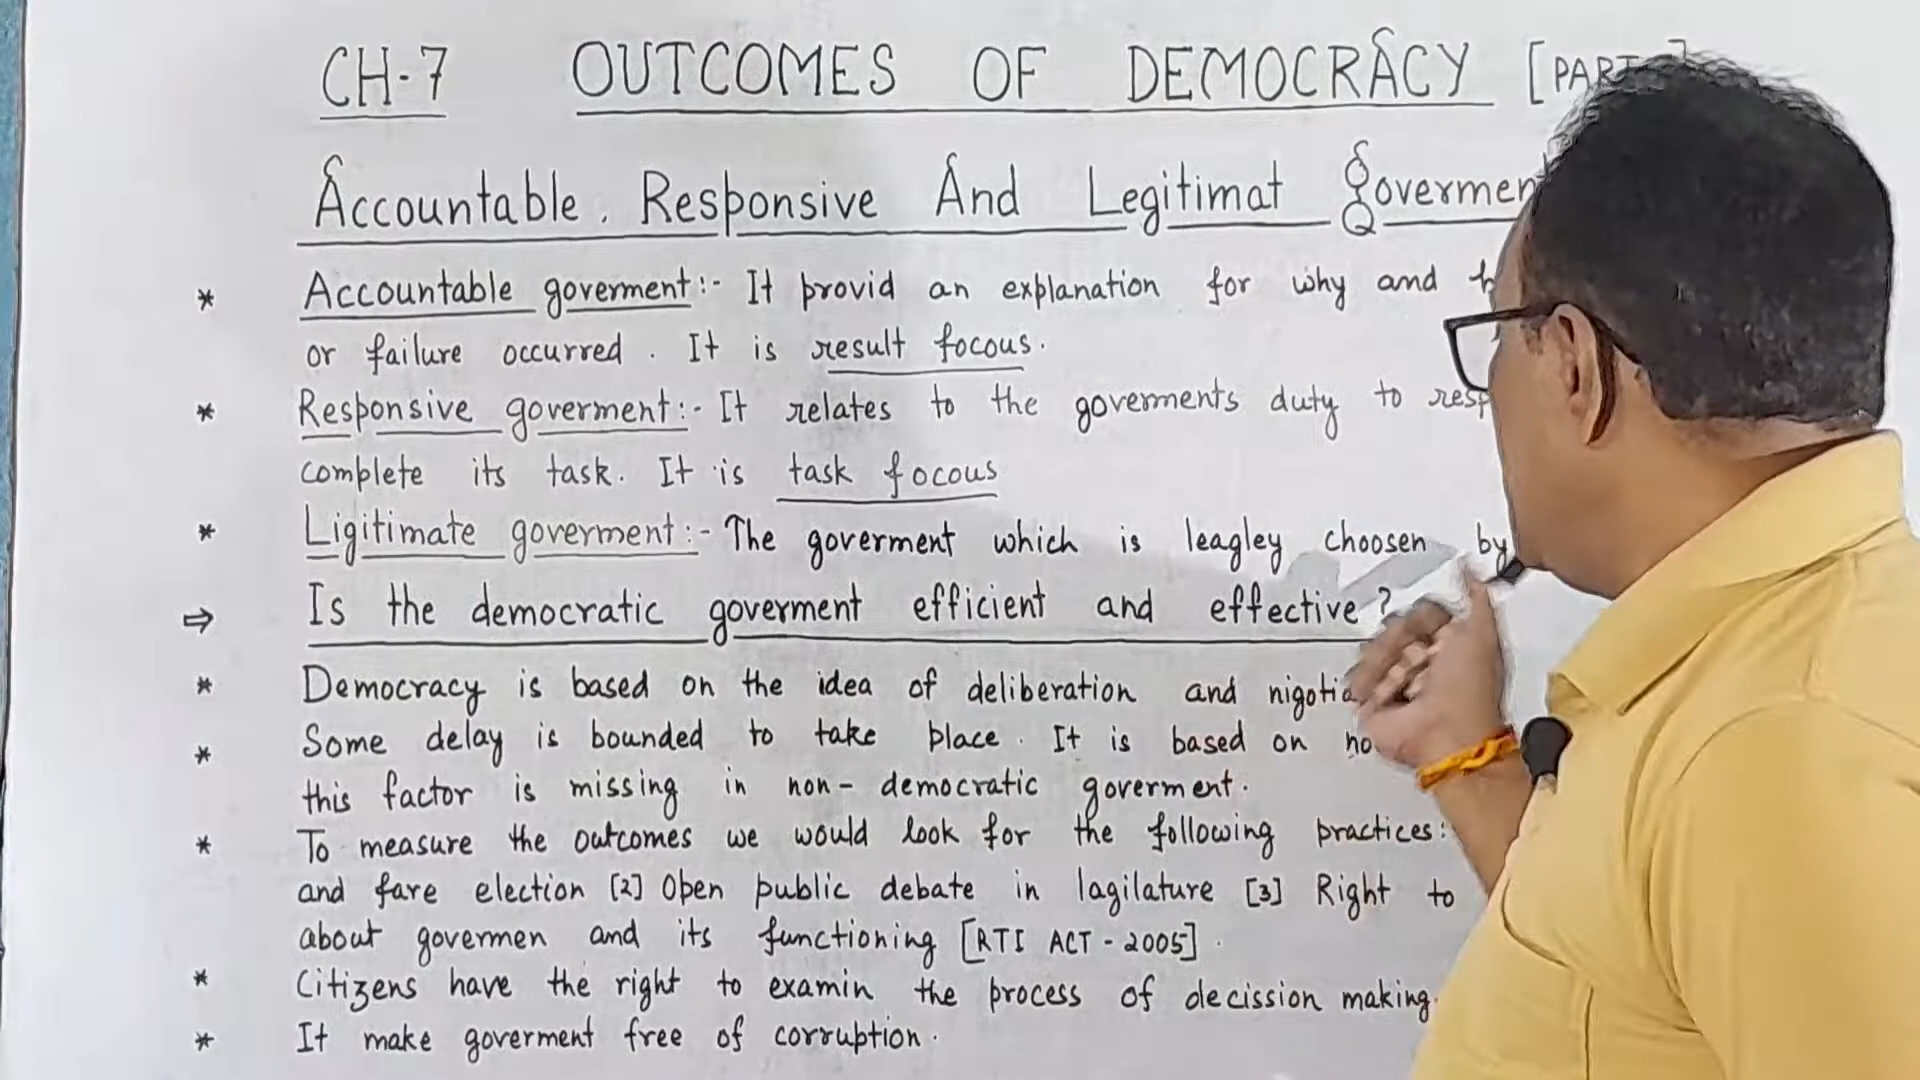 CH-7 OUTCOMES OF DEMOCRACY [PART
Accountable. Responsive And Legitimat Goverment
* Accountable goverment:- It provid an explanation for why and
or failure occurred. It is result focous.
* Responsive goverment:- It relates to the goverments duty to
complete its task. It is task focous
* Ligitimate goverment:- The goverment which is leagley choosen by
⇒ Is the democratic goverment efficient and effective?
* Democracy is based on the idea of deliberation and
* Some delay is bounded to take place. It is based on
this factor is missing in non-democratic goverment.
* To measure the outcomes we would look for the following practices:
and fare election [2] Open public debate in lagilature [3] Right to
about govermen and its functioning [RTI ACT - 2005].
* Citizens have the right to examin the process of decission making.
* It make goverment free of corruption.